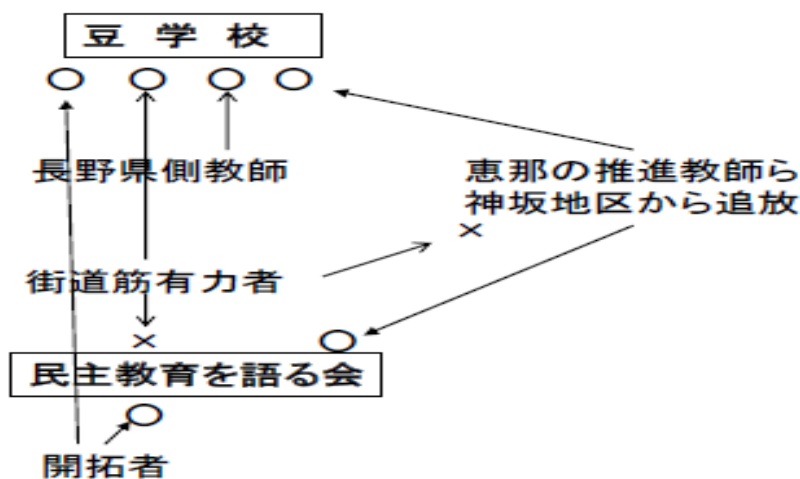 豆 学 校
○ ○ ○ ○
長野県側教師
恵那の推進教師ら
神坂地区から追放
×
街道筋有力者
× ○
民主教育を語る会
○
開拓者